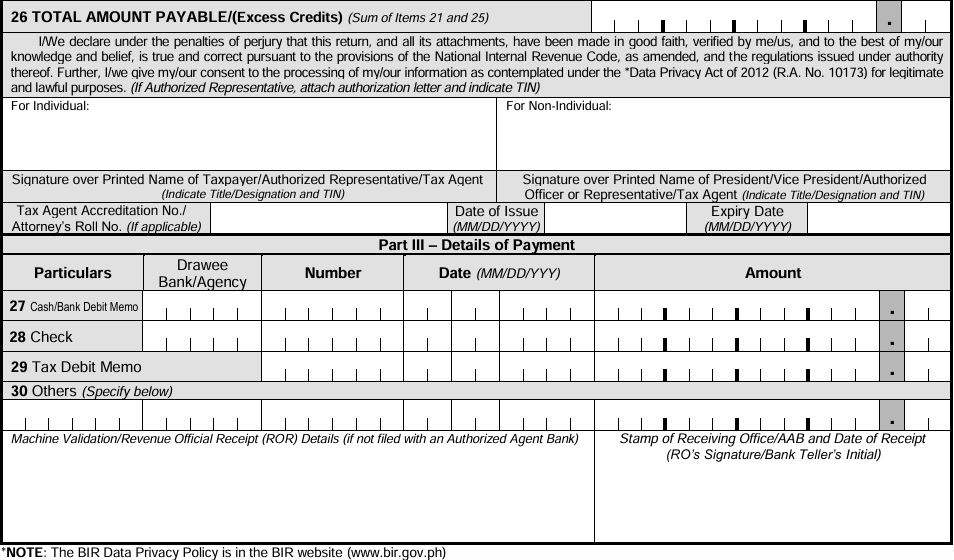 26 TOTAL AMOUNT PAYABLE/(Excess Credits) (Sum of Items 21 and 25)
.
I/We declare under the penalties of perjury that this return, and all its attachments, have been made in good faith, verified by me/us, and to the best of my/our
knowledge and belief, is true and correct pursuant to the provisions of the National Internal Revenue Code, as amended, and the regulations issued under authority
thereof. Further, I/we give my/our consent to the processing of my/our information as contemplated under the *Data Privacy Act of 2012 (R.A. No. 10173) for legitimate
and lawful purposes. (If Authorized Representative, attach authorization letter and indicate TIN)
For Individual:
For Non-Individual:
Signature over Printed Name of Taxpayer/Authorized Representative/Tax Agent
(Indicate Title/Designation and TIN)
Signature over Printed Name of President/Vice President/Authorized
Officer or Representative/Tax Agent (Indicate Title/Designation and TIN)
Tax Agent Accreditation No./
Attorney's Roll No. (If applicable)
Date of Issue
(MM/DD/YYYY)
Expiry Date
(MM/DD/YYYY)
Part III – Details of Payment
Particulars
Drawee
Bank/Agency
Number
Date (MM/DD/YYY)
Amount
27 Cash/Bank Debit Memo
.
28 Check
.
29 Tax Debit Memo
.
30 Others (Specify below)
.
Machine Validation/Revenue Official Receipt (ROR) Details (if not filed with an Authorized Agent Bank)
Stamp of Receiving Office/AAB and Date of Receipt
(RO's Signature/Bank Teller's Initial)
*NOTE: The BIR Data Privacy Policy is in the BIR website (www.bir.gov.ph)